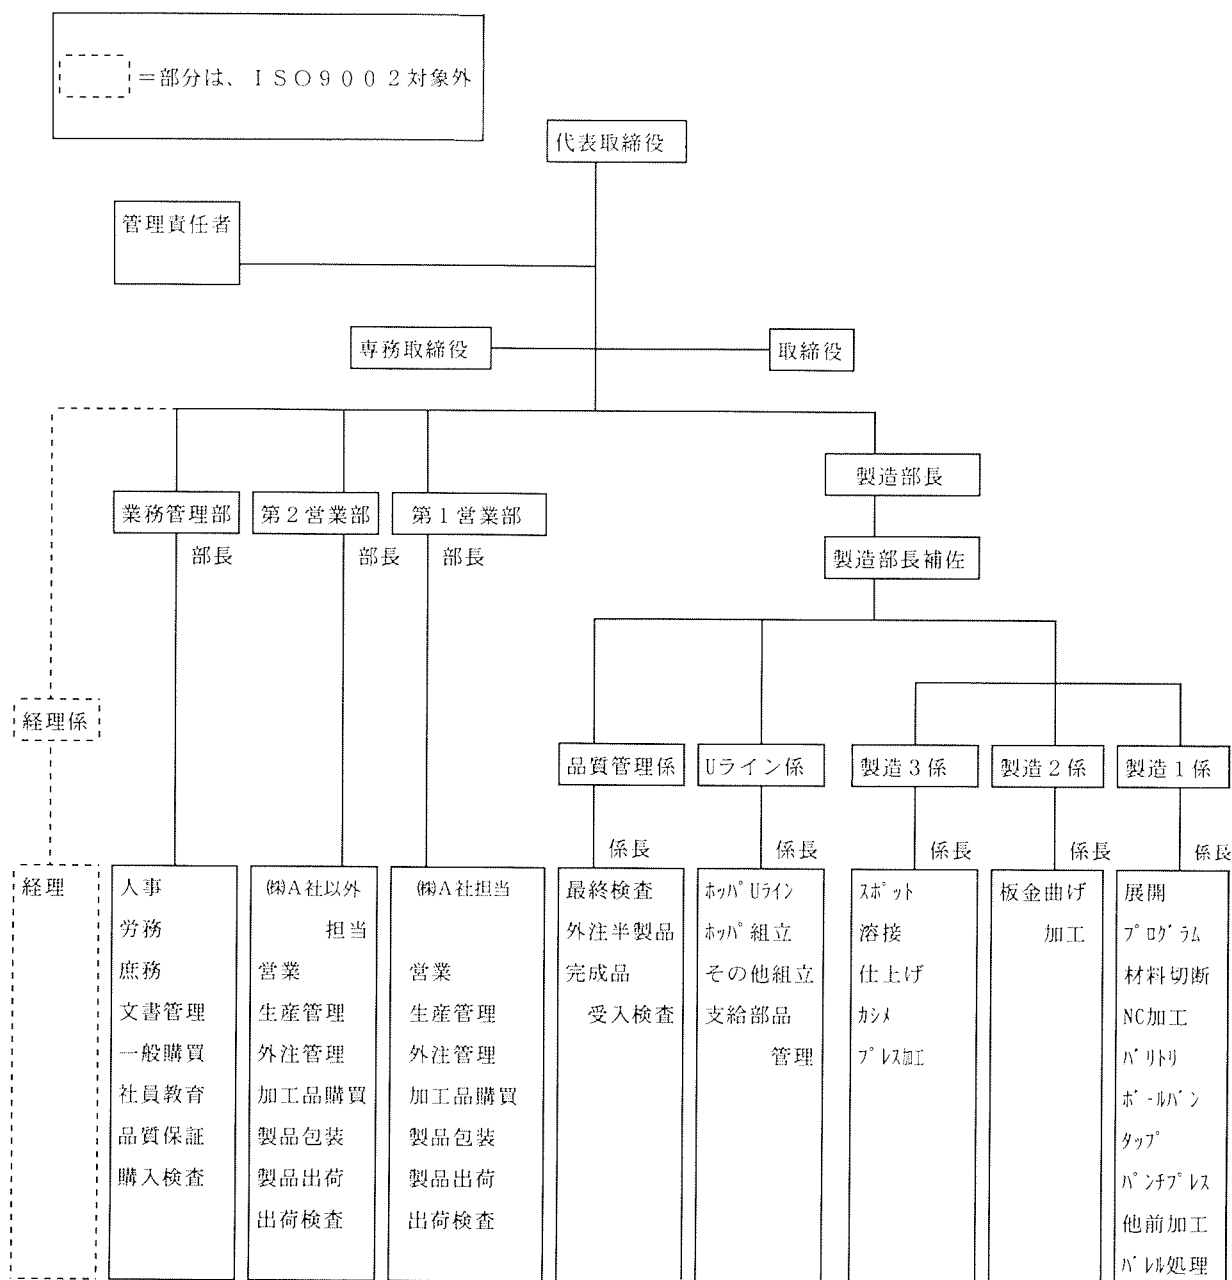 ＝部分は、ＩＳＯ９００２対象外
代表取締役
管理責任者
専務取締役
取締役
製造部長
業務管理部
部長
第２営業部
部長
第１営業部
部長
製造部長補佐
経理係
品質管理係
係長
Uライン係
係長
製造３係
係長
製造２係
係長
製造１係
係長
経理
人事
労務
庶務
文書管理
一般購買
社員教育
品質保証
購入検査
㈱A社以外
担当
営業
生産管理
外注管理
加工品購買
製品包装
製品出荷
出荷検査
㈱A社担当
営業
生産管理
外注管理
加工品購買
製品包装
製品出荷
出荷検査
最終検査
外注半製品
完成品
受入検査
ﾎｯﾊﾟUﾗｲﾝ
ﾎｯﾊﾟ組立
その他組立
支給部品
管理
ｽﾎﾟｯﾄ
溶接
仕上げ
ｶｼﾒ
ﾌﾟﾚｽ加工
板金曲げ
加工
展開
ﾌﾟﾛｸﾞﾗﾑ
材料切断
NC加工
ﾊﾞﾘﾄﾘ
ﾎﾞｰﾙﾊﾞﾝ
ﾀｯﾌﾟ
ﾊﾟﾝﾁﾌﾟﾚｽ
他前加工
ﾊﾞﾚﾙ処理